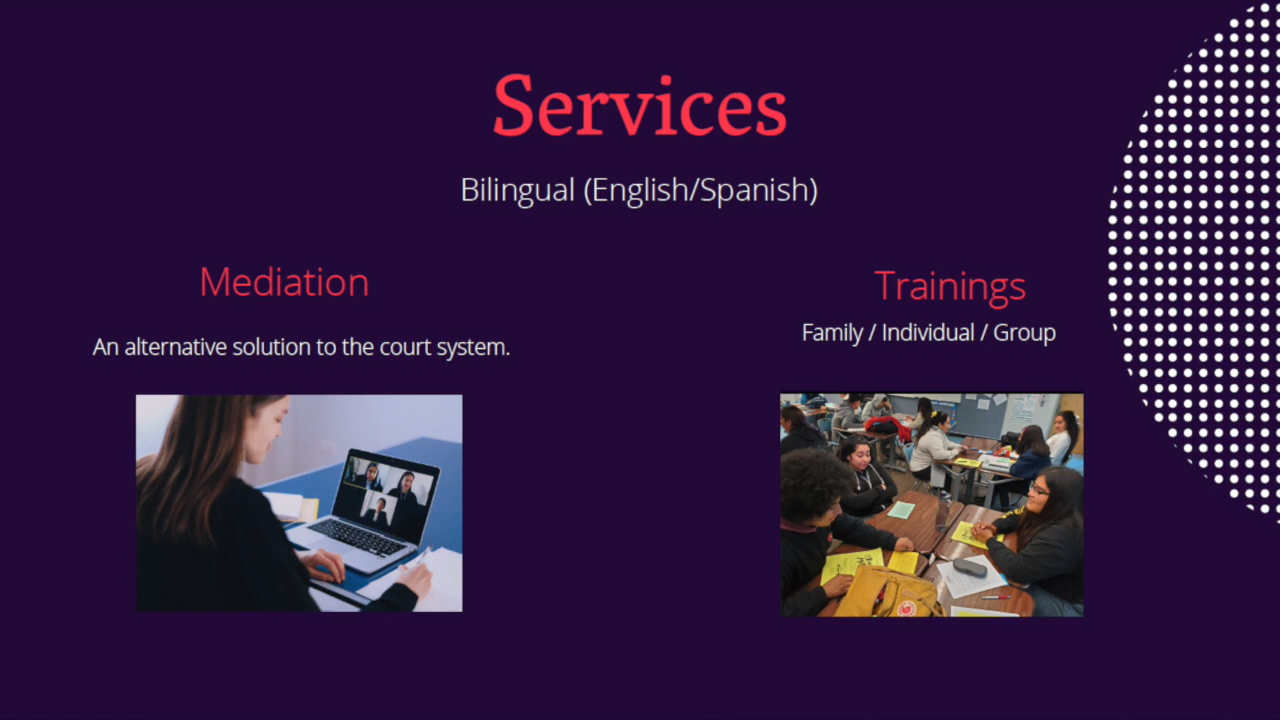 Services
Bilingual (English/Spanish)
Mediation
An alternative solution to the court system.
Trainings
Family / Individual / Group